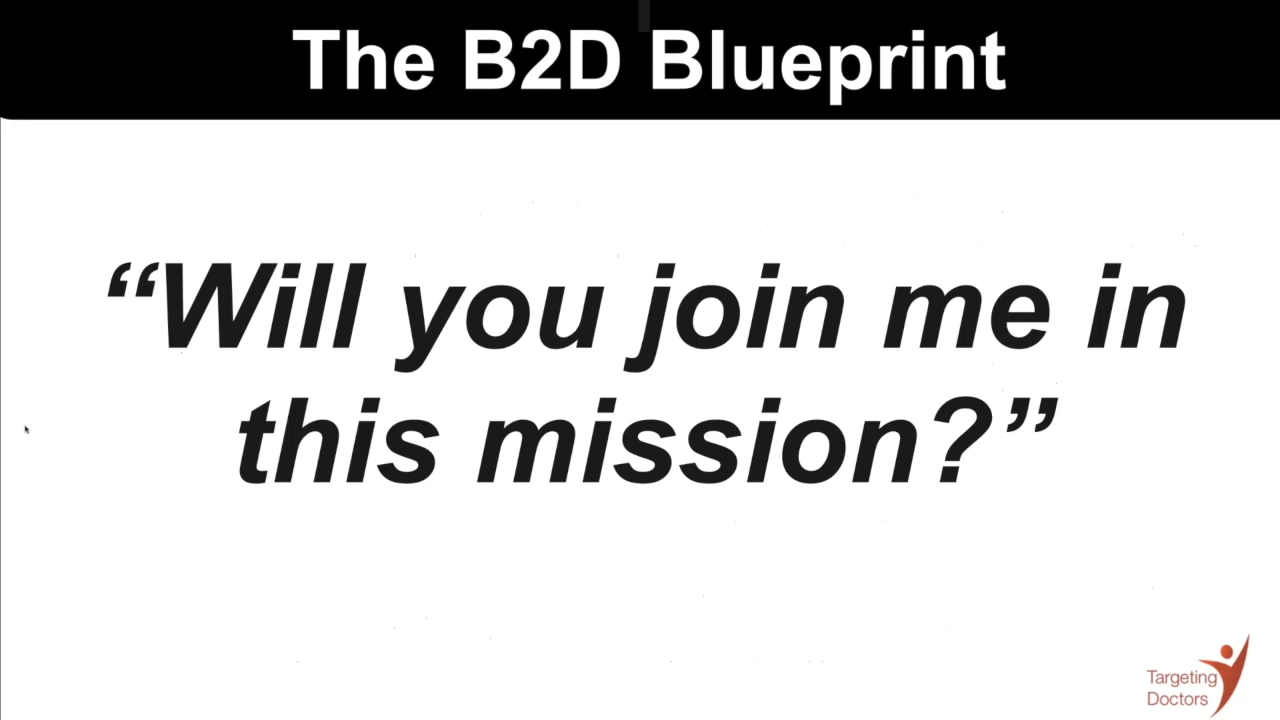 The B2D Blueprint
“Will you join me in
this mission?”
Targeting
Doctors